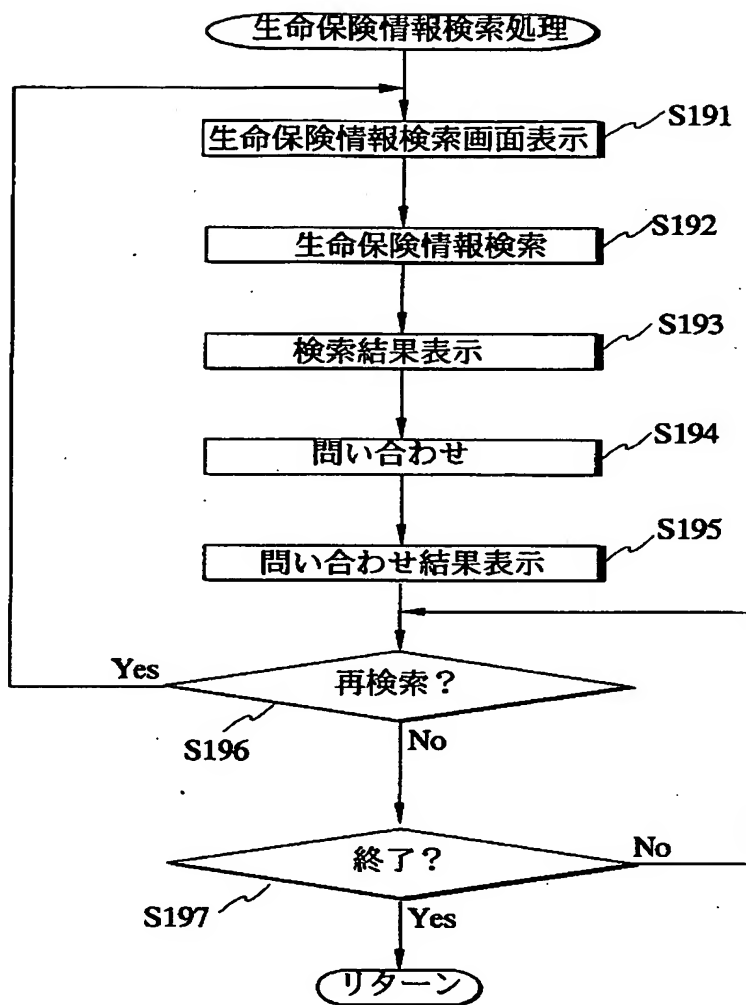 生命保険情報検索処理
生命保険情報検索画面表示
S191
生命保険情報検索
S192
検索結果表示
S193
問い合わせ
S194
問い合わせ結果表示
S195
Yes
再検索？
S196
No
終了？
No
S197
Yes
リターン